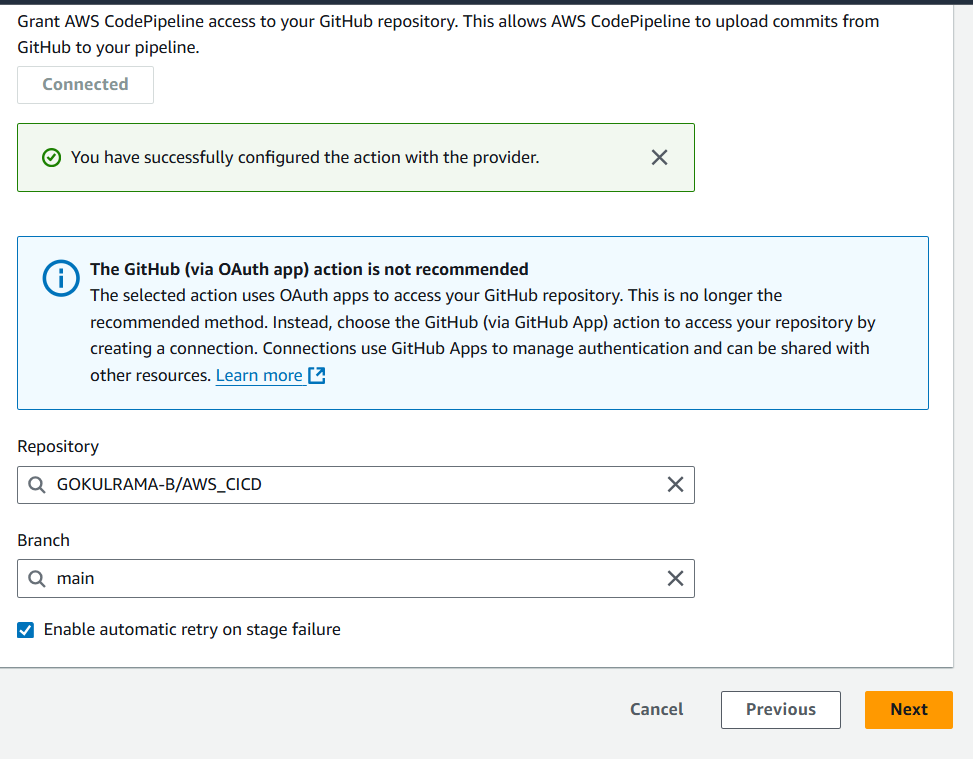 Grant AWS CodePipeline access to your GitHub repository. This allows AWS CodePipeline to upload commits from
GitHub to your pipeline.
Connected
You have successfully configured the action with the provider.
The GitHub (via OAuth app) action is not recommended
The selected action uses OAuth apps to access your GitHub repository. This is no longer the
recommended method. Instead, choose the GitHub (via GitHub App) action to access your repository by
creating a connection. Connections use GitHub Apps to manage authentication and can be shared with
other resources. Learn more
Repository
GOKULRAMA-B/AWS_CICD
Branch
main
Enable automatic retry on stage failure
Cancel
Previous
Next